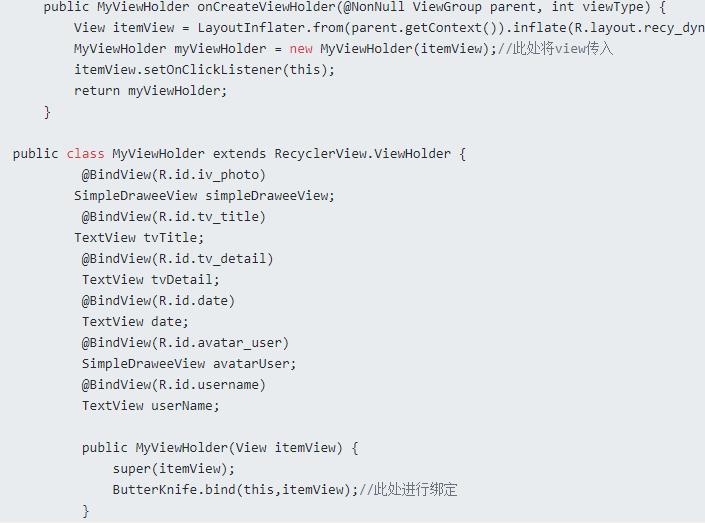 public MyViewHolder onCreateViewHolder(@NonNull ViewGroup parent, int viewType) {
View itemView = LayoutInflater.from(parent.getContext()).inflate(R.layout.recy_dyn
MyViewHolder myViewHolder = new MyViewHolder(itemView);//此处将view传入
itemView.setOnClickListener(this);
return myViewHolder;
}
public class MyViewHolder extends RecyclerView.ViewHolder {
@BindView(R.id.iv_photo)
SimpleDraweeView simpleDraweeView;
@BindView(R.id.tv_title)
TextView tvTitle;
@BindView(R.id.tv_detail)
TextView tvDetail;
@BindView(R.id.date)
TextView date;
@BindView(R.id.avatar_user)
SimpleDraweeView avatarUser;
@BindView(R.id.username)
TextView userName;
public MyViewHolder(View itemView) {
super(itemView);
ButterKnife.bind(this,itemView);//此处进行绑定
}